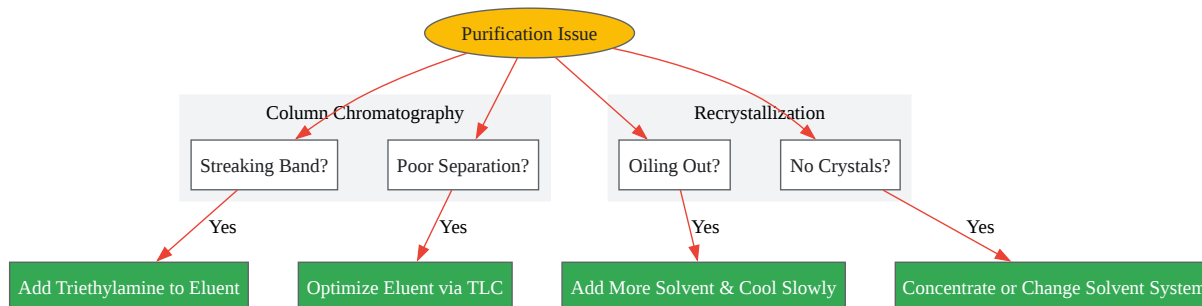 Purification Issue
Column Chromatography
Recrystallization
Streaking Band?
Poor Separation?
Oiling Out?
No Crystals?
Yes
Yes
Yes
Yes
Add Triethylamine to Eluent
Optimize Eluent via TLC
Add More Solvent & Cool Slowly
Concentrate or Change Solvent System